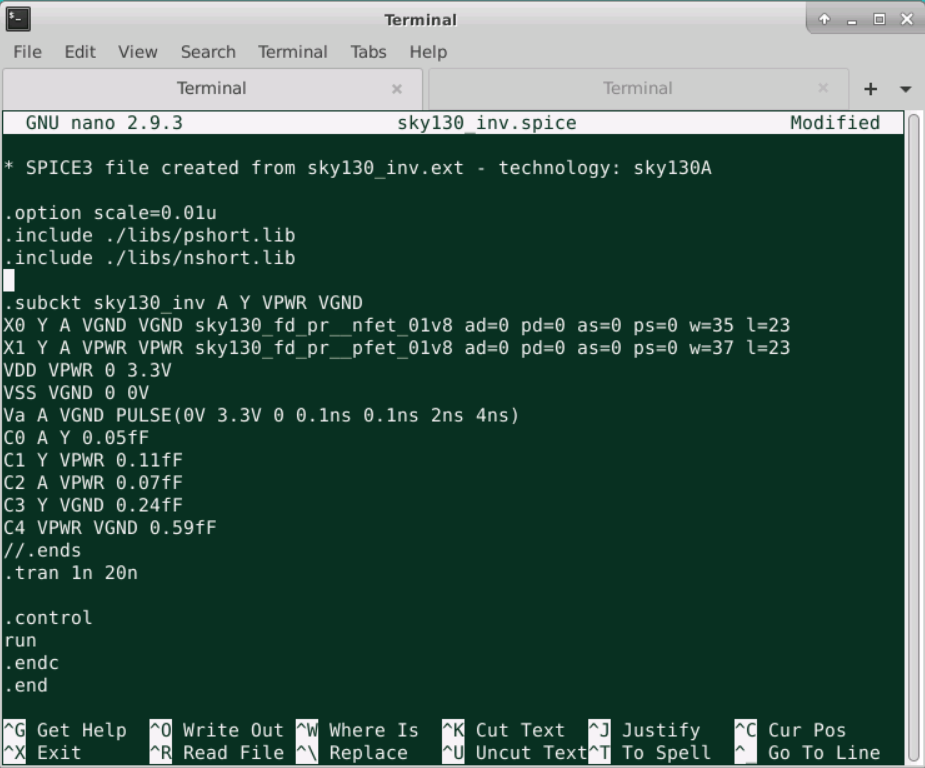 Terminal
File Edit View Search Terminal Tabs Help
Terminal × Terminal ×
GNU nano 2.9.3 sky130_inv.spice Modified
* SPICE3 file created from sky130_inv.ext - technology: sky130A
.option scale=0.01u
.include ./libs/pshort.lib
.include ./libs/nshort.lib
.subckt sky130_inv A Y VPWR VGND
X0 Y A VGND VGND sky130_fd_pr__nfet_01v8 ad=0 pd=0 as=0 ps=0 w=35 l=23
X1 Y A VPWR VPWR sky130_fd_pr__pfet_01v8 ad=0 pd=0 as=0 ps=0 w=37 l=23
VDD VPWR 0 3.3V
VSS VGND 0 0V
Va A VGND PULSE(0V 3.3V 0 0.1ns 0.1ns 2ns 4ns)
C0 A Y 0.05fF
C1 Y VPWR 0.11fF
C2 A VPWR 0.07fF
C3 Y VGND 0.24fF
C4 VPWR VGND 0.59fF
//.ends
.tran 1n 20n
.control
run
.endc
.end
^G Get Help ^O Write Out ^W Where Is ^K Cut Text ^J Justify ^C Cur Pos
^X Exit ^R Read File ^\ Replace ^U Uncut Text ^T To Spell ^_ Go To Line